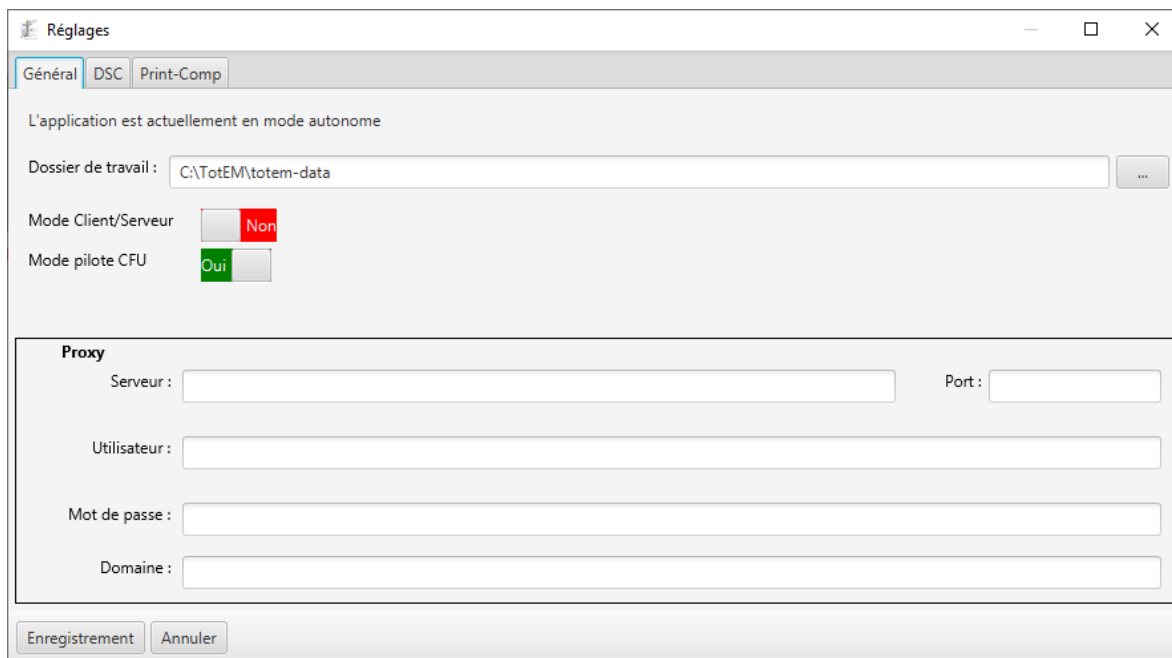 Réglages
Général DSC Print-Comp
L'application est actuellement en mode autonome
Dossier de travail : C:\TotEM\totem-data ...
Mode Client/Serveur Non
Mode pilote CFU Oui
Proxy
Serveur : Port :
Utilisateur :
Mot de passe :
Domaine :
Enregistrement Annuler